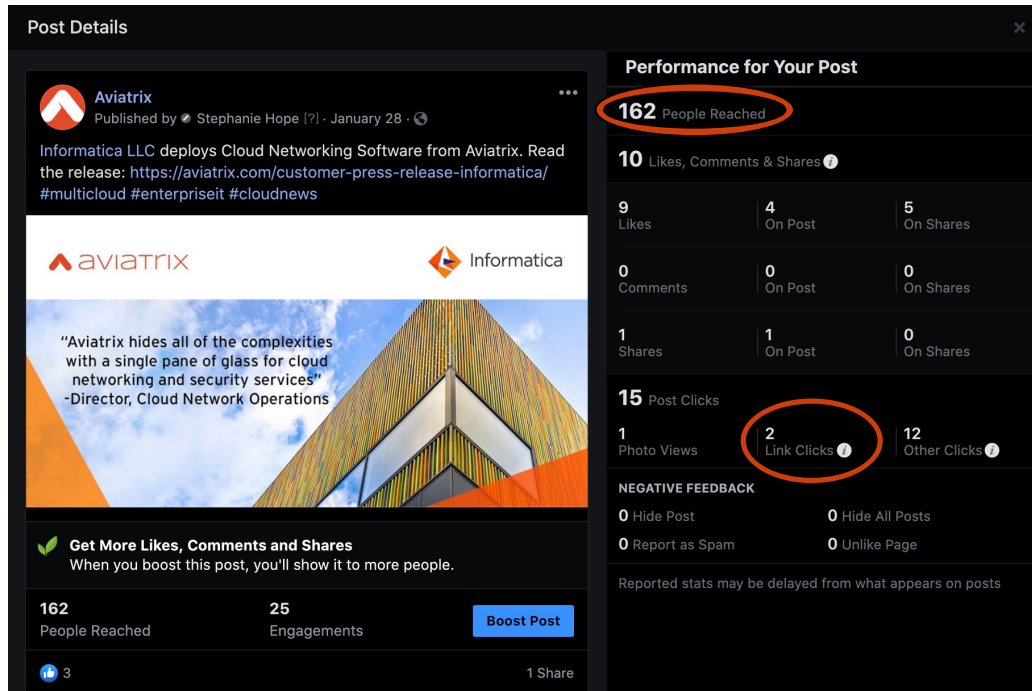 Post Details
×
Aviatrix
Published by Stephanie Hope [?] · January 28 ·
Informatica LLC deploys Cloud Networking Software from Aviatrix. Read
the release: https://aviatrix.com/customer-press-release-informatica/
#multicloud #enterpriseit #cloudnews
aviatrix
Informatica
“Aviatrix hides all of the complexities
with a single pane of glass for cloud
networking and security services”
-Director, Cloud Network Operations
Get More Likes, Comments and Shares
When you boost this post, you'll show it to more people.
162
People Reached
25
Engagements
Boost Post
3
1 Share
Performance for Your Post
162 People Reached
10 Likes, Comments & Shares i
9 4 5
Likes On Post On Shares
0 0 0
Comments On Post On Shares
1 1 0
Shares On Post On Shares
15 Post Clicks
1 2 12
Photo Views Link Clicks i Other Clicks i
NEGATIVE FEEDBACK
0 Hide Post 0 Hide All Posts
0 Report as Spam 0 Unlike Page
Reported stats may be delayed from what appears on posts